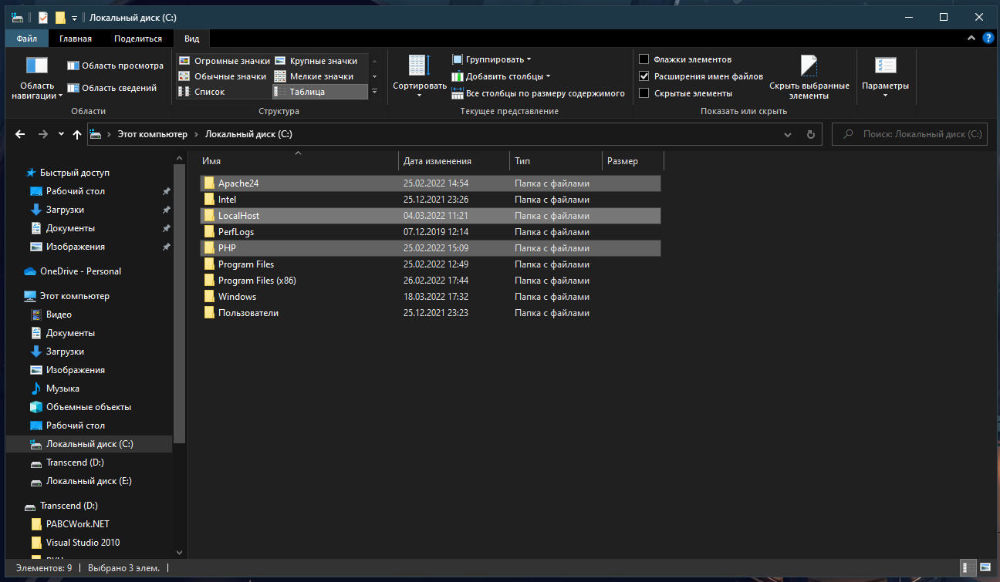 Локальный диск (C:)
Файл Главная Поделиться Вид
Область навигации
Область просмотра
Область сведений
Области
Огромные значки Крупные значки
Обычные значки Мелкие значки
Список Таблица
Структура
Сортировать
Группировать
Добавить столбцы
Все столбцы по размеру содержимого
Текущее представление
Флажки элементов
Расширения имен файлов
Скрытые элементы
Скрыть выбранные
элементы
Показать или скрыть
Параметры
Этот компьютер Локальный диск (C:)
Поиск: Локальный диск (C:)
Быстрый доступ
Рабочий стол
Загрузки
Документы
Изображения
OneDrive - Personal
Этот компьютер
Видео
Документы
Загрузки
Изображения
Музыка
Объемные объекты
Рабочий стол
Локальный диск (C:)
Transcend (D:)
Локальный диск (E:)
Transcend (D:)
PABCWork.NET
Visual Studio 2010
Имя Дата изменения Тип Размер
Apache24 25.02.2022 14:54 Папка с файлами
Intel 25.12.2021 23:26 Папка с файлами
LocalHost 04.03.2022 11:21 Папка с файлами
PerfLogs 07.12.2019 12:14 Папка с файлами
PHP 25.02.2022 15:09 Папка с файлами
Program Files 25.02.2022 12:49 Папка с файлами
Program Files (x86) 26.02.2022 17:44 Папка с файлами
Windows 18.03.2022 17:32 Папка с файлами
Пользователи 25.12.2021 23:23 Папка с файлами
Элементов: 9 Выбрано 3 элем.